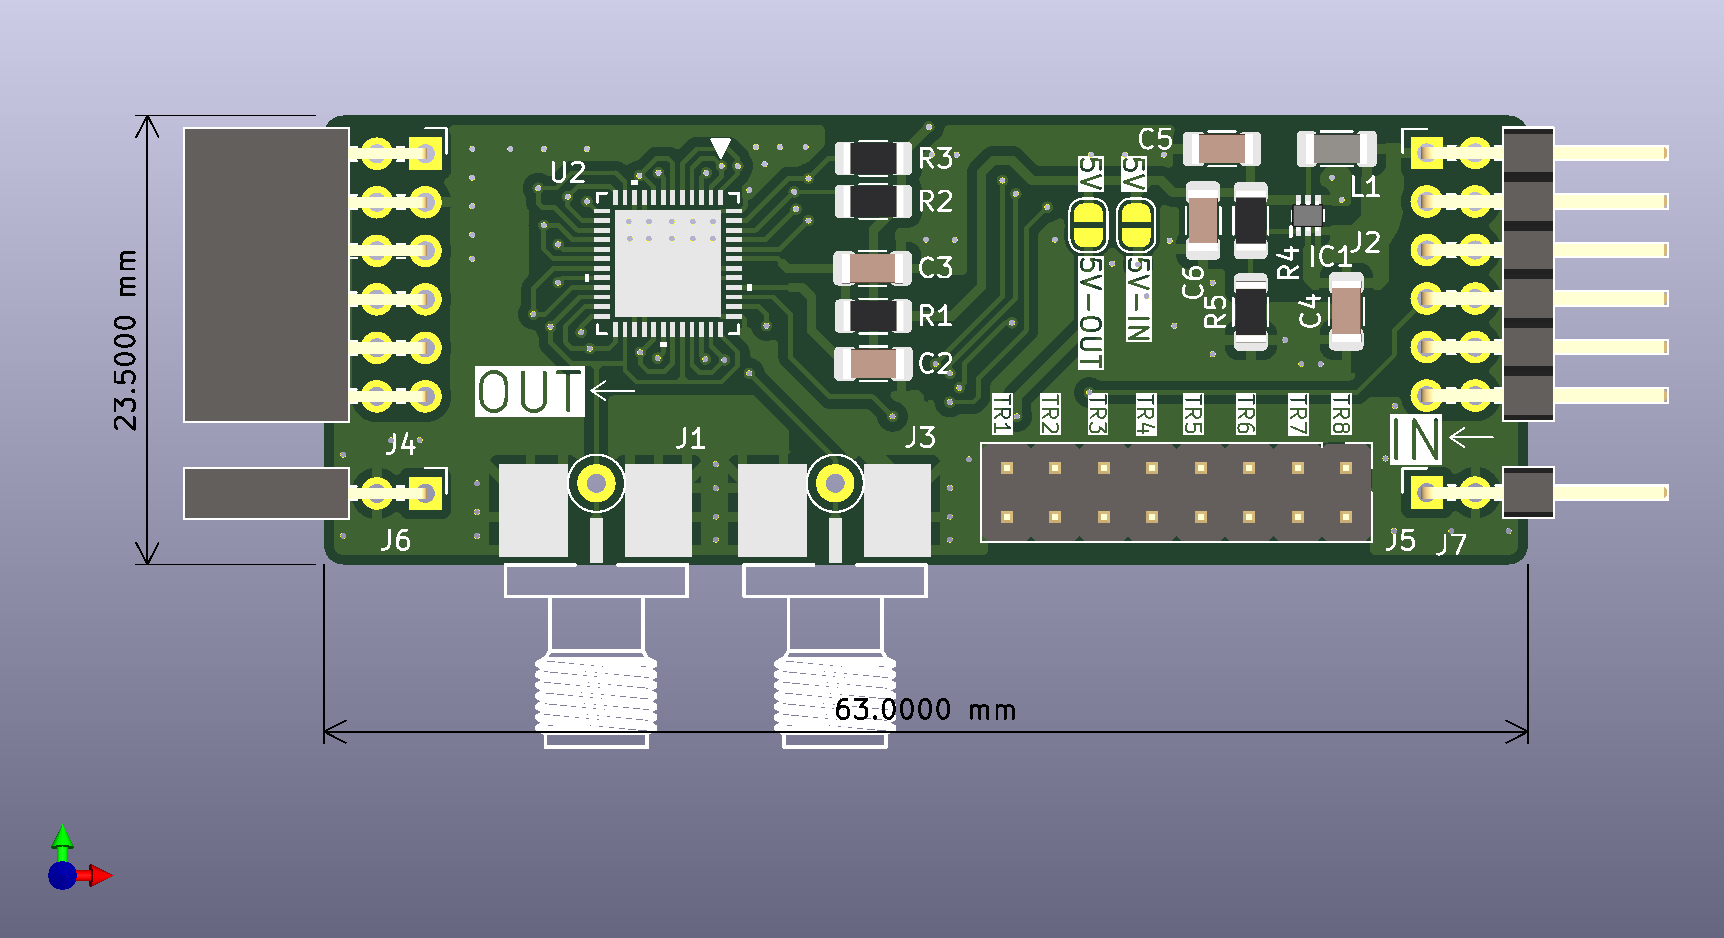 C5
R3
5V
5V
U2
L1
R2
J2
IC1
R4
C3
C6
5V-OUT
5V-IN
23.5000 mm
R1
R5
C4
C2
OUT
TR1
TR2
TR3
TR4
TR5
TR6
TR7
TR8
J4
J1
J3
IN
J6
J5
J7
63.0000 mm